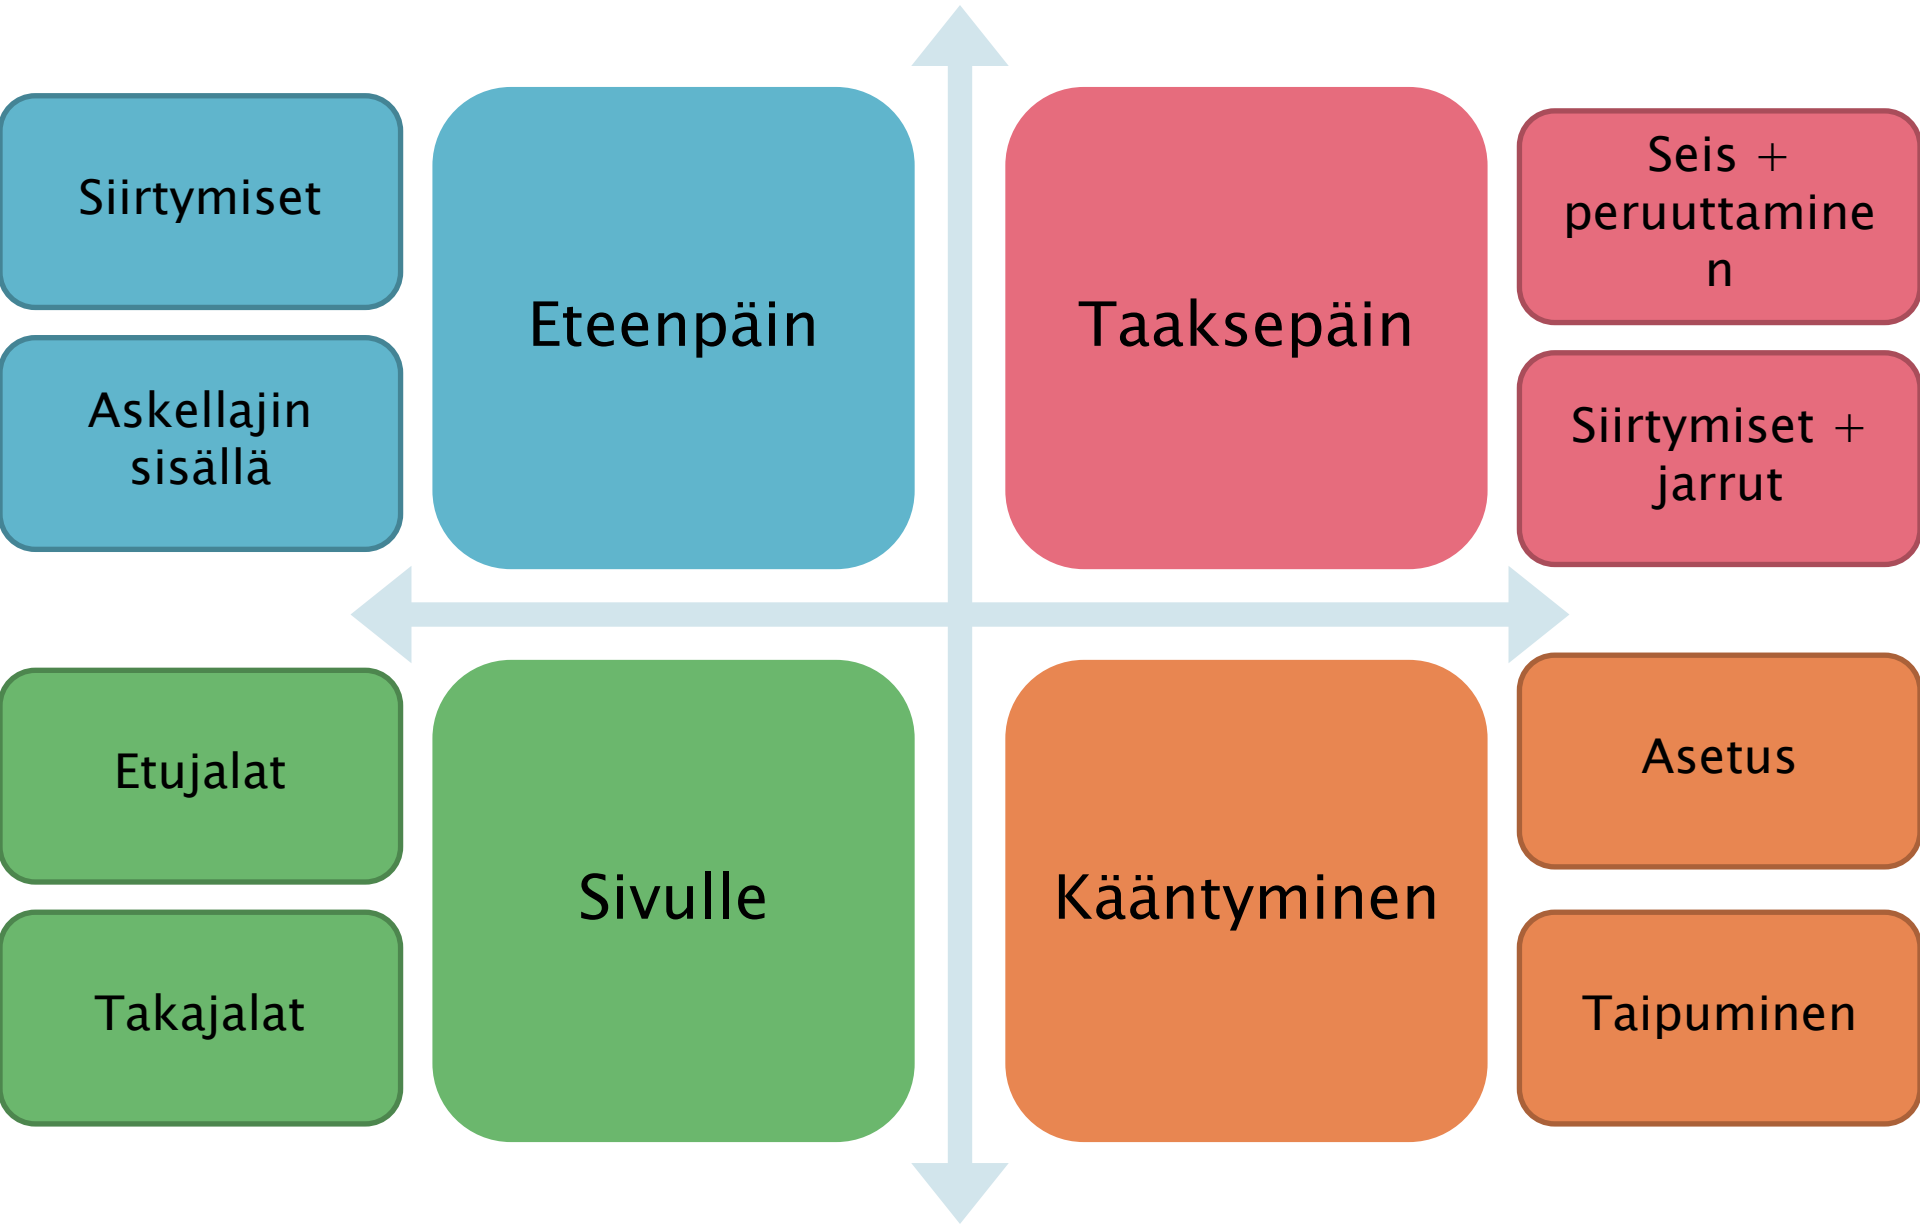 Siirtymiset
Askellajin
sisällä
Eteenpäin
Taaksepäin
Seis +
peruuttamine
n
Siirtymiset +
jarrut
Etujalat
Takajalat
Sivulle
Kääntyminen
Asetus
Taipuminen